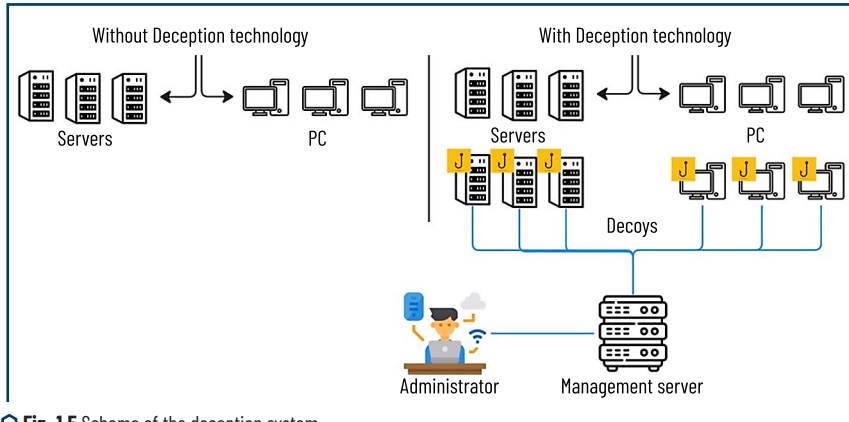 Without Deception technology
With Deception technology
Servers
PC
Servers
PC
Decoys
Administrator
Management server
Fig. 1.5 Scheme of the deception system